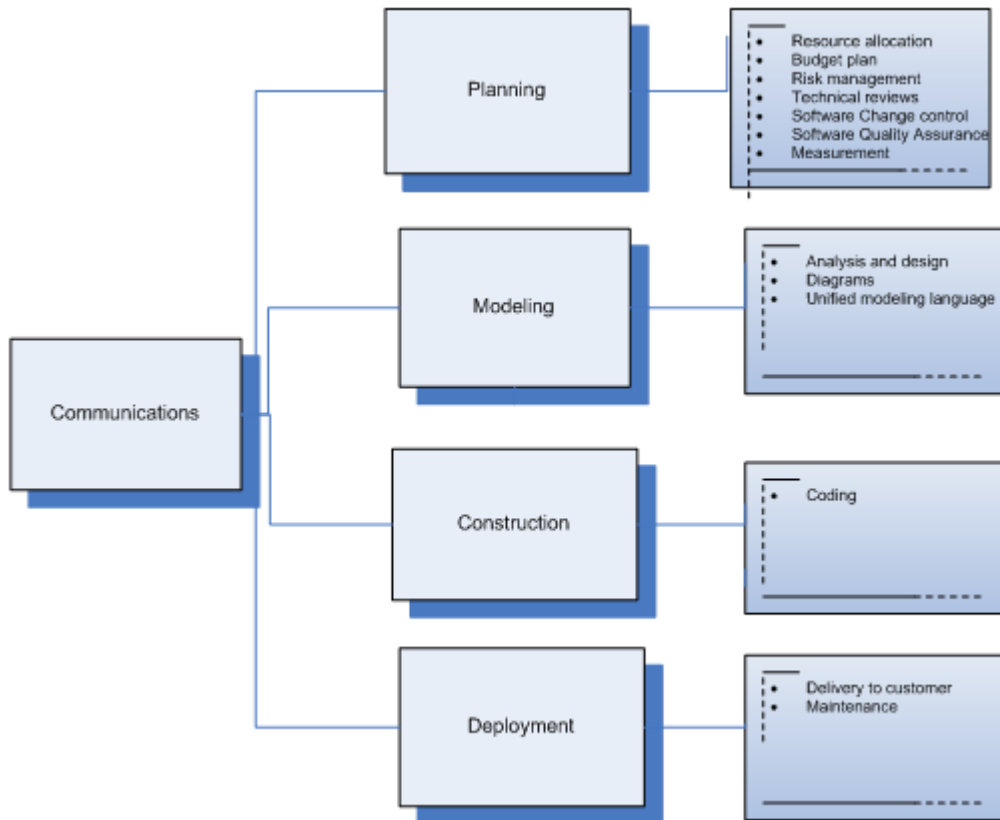 Planning
Resource allocation
Budget plan
Risk management
Technical reviews
Software Change control
Software Quality Assurance
Measurement
Modeling
Analysis and design
Diagrams
Unified modeling language
Communications
Construction
Coding
Deployment
Delivery to customer
Maintenance